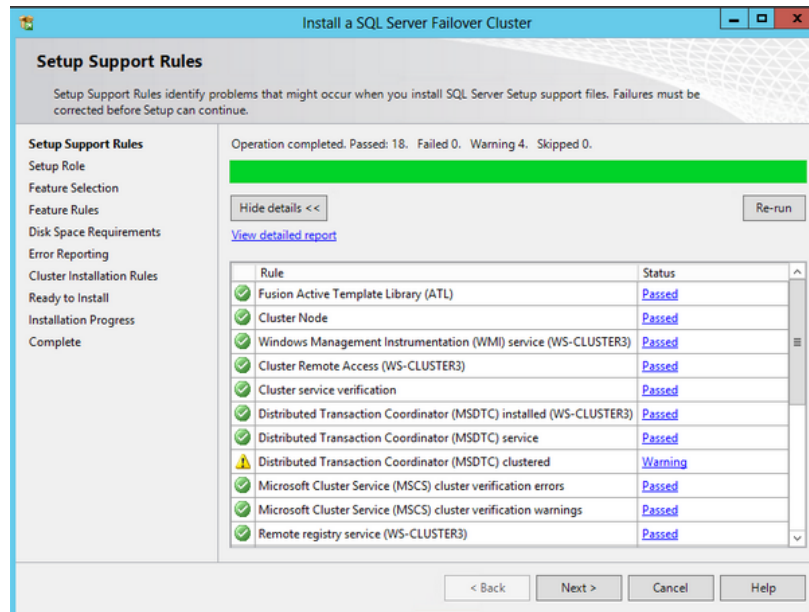 Install a SQL Server Failover Cluster
Setup Support Rules
Setup Support Rules identify problems that might occur when you install SQL Server Setup support files. Failures must be
corrected before Setup can continue.
Setup Support Rules
Setup Role
Feature Selection
Feature Rules
Disk Space Requirements
Error Reporting
Cluster Installation Rules
Ready to Install
Installation Progress
Complete
Operation completed. Passed: 18. Failed 0. Warning 4. Skipped 0.
Hide details <<
Re-run
View detailed report
Rule Status
Fusion Active Template Library (ATL) Passed
Cluster Node Passed
Windows Management Instrumentation (WMI) service (WS-CLUSTER3) Passed
Cluster Remote Access (WS-CLUSTER3) Passed
Cluster service verification Passed
Distributed Transaction Coordinator (MSDTC) installed (WS-CLUSTER3) Passed
Distributed Transaction Coordinator (MSDTC) service Passed
Distributed Transaction Coordinator (MSDTC) clustered Warning
Microsoft Cluster Service (MSCS) cluster verification errors Passed
Microsoft Cluster Service (MSCS) cluster verification warnings Passed
Remote registry service (WS-CLUSTER3) Passed
< Back Next > Cancel Help